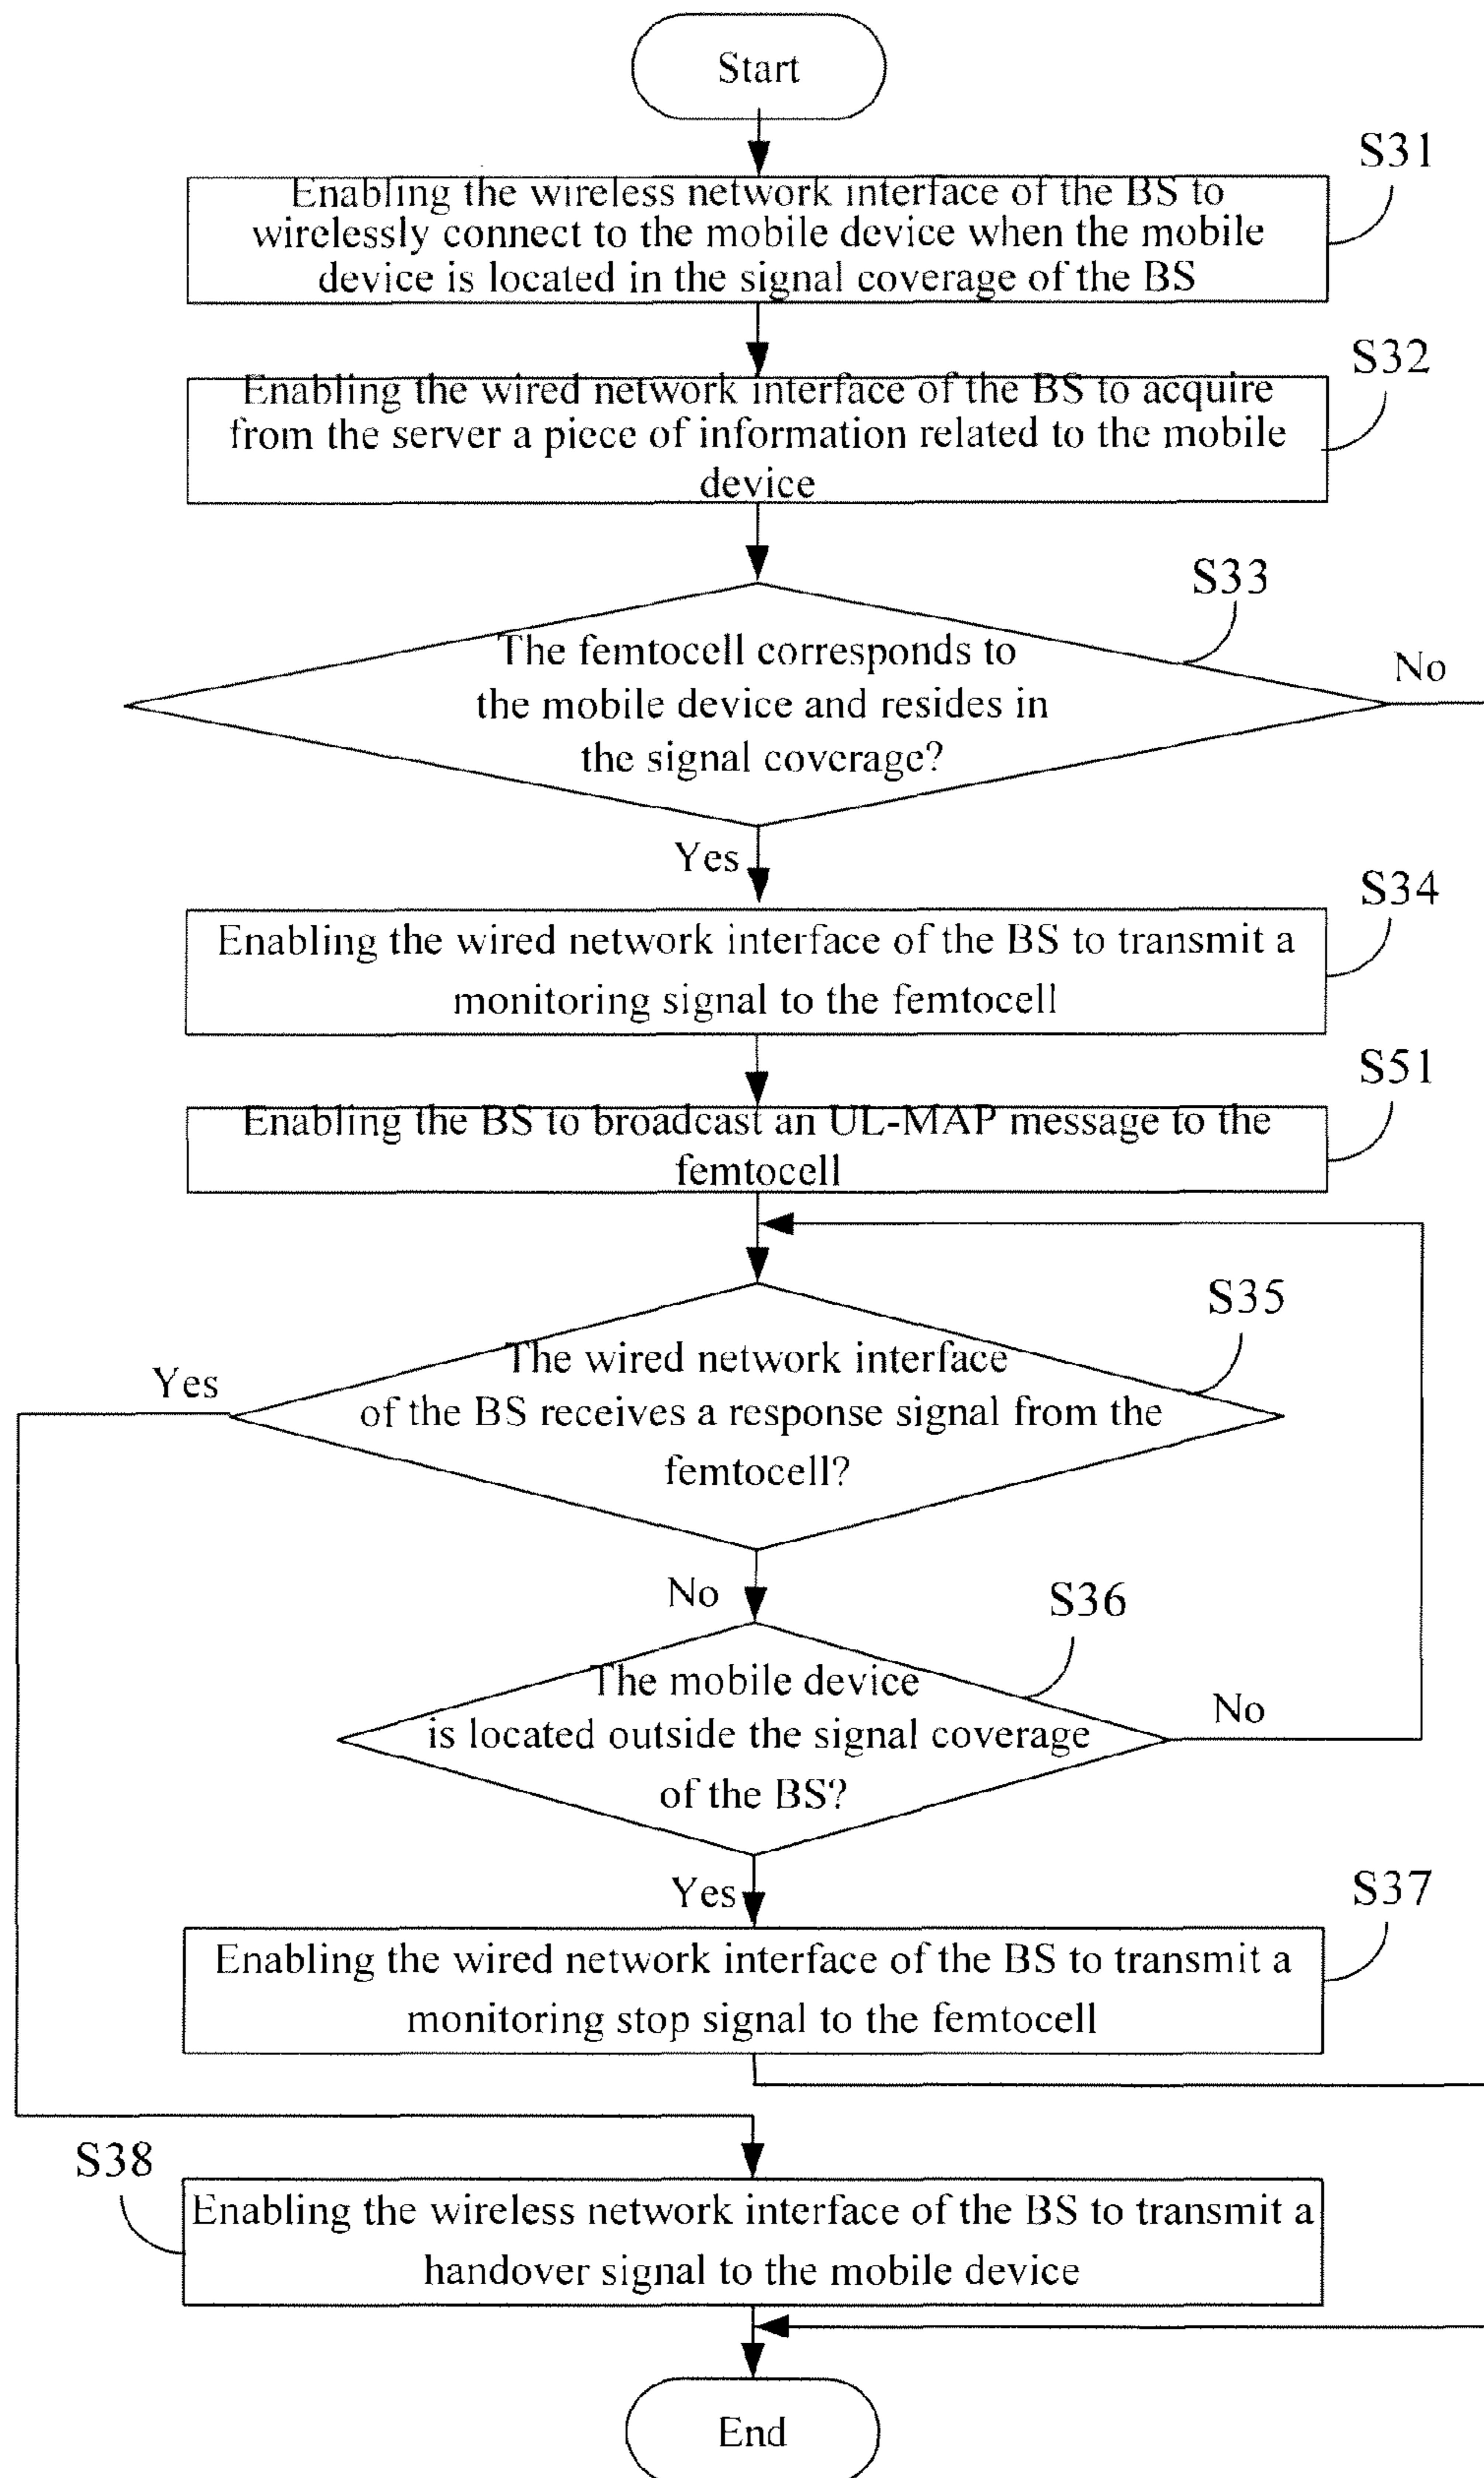 Start
S31
Enabling the wireless network interface of the BS to
wirelessly connect to the mobile device when the mobile
device is located in the signal coverage of the BS
S32
Enabling the wired network interface of the BS to acquire
from the server a piece of information related to the mobile
device
S33
The femtocell corresponds to
the mobile device and resides in
the signal coverage?
No
Yes
S34
Enabling the wired network interface of the BS to transmit a
monitoring signal to the femtocell
S51
Enabling the BS to broadcast an UL-MAP message to the
femtocell
S35
The wired network interface
of the BS receives a response signal from the
femtocell?
Yes
No
S36
The mobile device
is located outside the signal coverage
of the BS?
No
Yes
S37
Enabling the wired network interface of the BS to transmit a
monitoring stop signal to the femtocell
S38
Enabling the wireless network interface of the BS to transmit a
handover signal to the mobile device
End